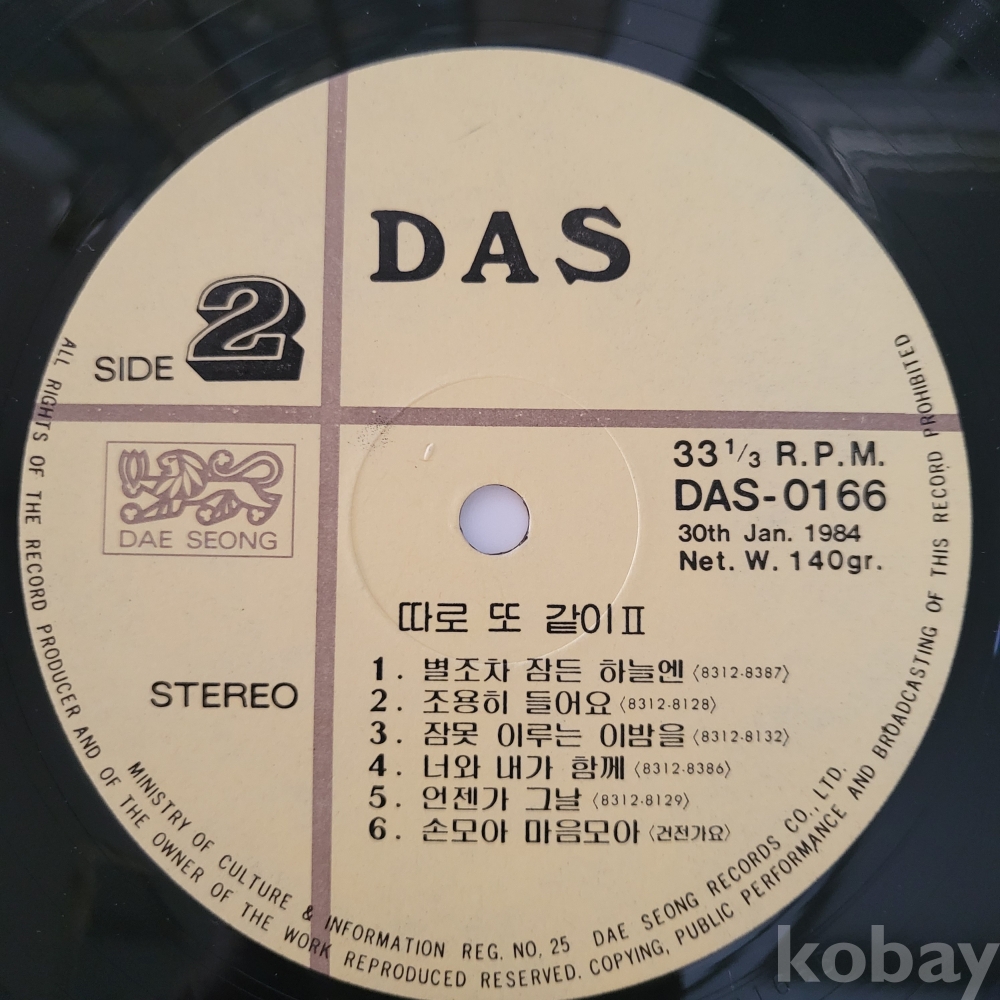 DAS
SIDE 2
DAE SEONG
33 1/3 R.P.M.
DAS-0166
30th Jan. 1984
Net. W. 140gr.
STEREO
따로 또 같이 II
1. 별조차 잠든 하늘엔 〈8312-8387〉
2. 조용히 들어요 〈8312-8128〉
3. 잠못 이루는 이밤을 〈8312-8132〉
4. 너와 내가 함께 〈8312-8386〉
5. 언젠가 그날 〈8312-8129〉
6. 손모아 마음모아 〈건전가요〉
MINISTRY OF CULTURE & INFORMATION REG. NO. 25 DAE SEONG RECORDS CO., LTD.
ALL RIGHTS OF THE RECORD PRODUCER AND OF THE OWNER OF THE WORK REPRODUCED RESERVED. COPYING, PUBLIC PERFORMANCE AND BROADCASTING OF THIS RECORD PROHIBITED
kobay